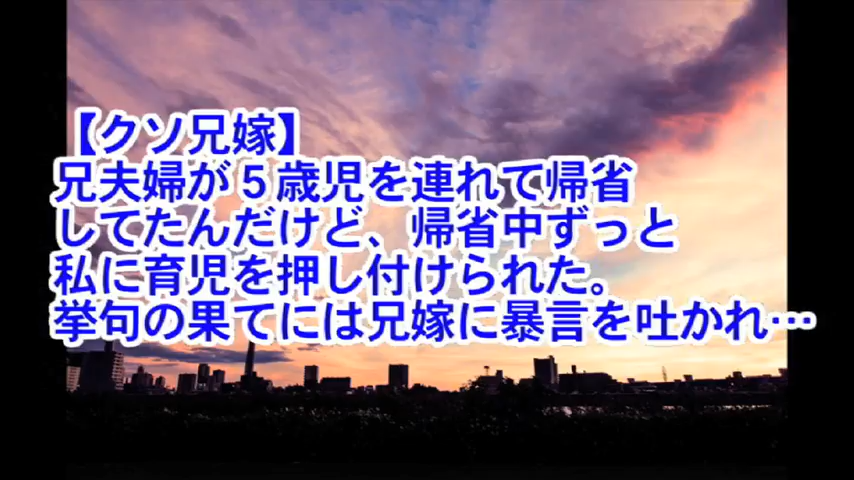 【クソ兄嫁】
兄夫婦が５歳児を連れて帰省
してたんだけど、帰省中ずっと
私に育児を押し付けられた。
挙句の果てには兄嫁に暴言を吐かれ…